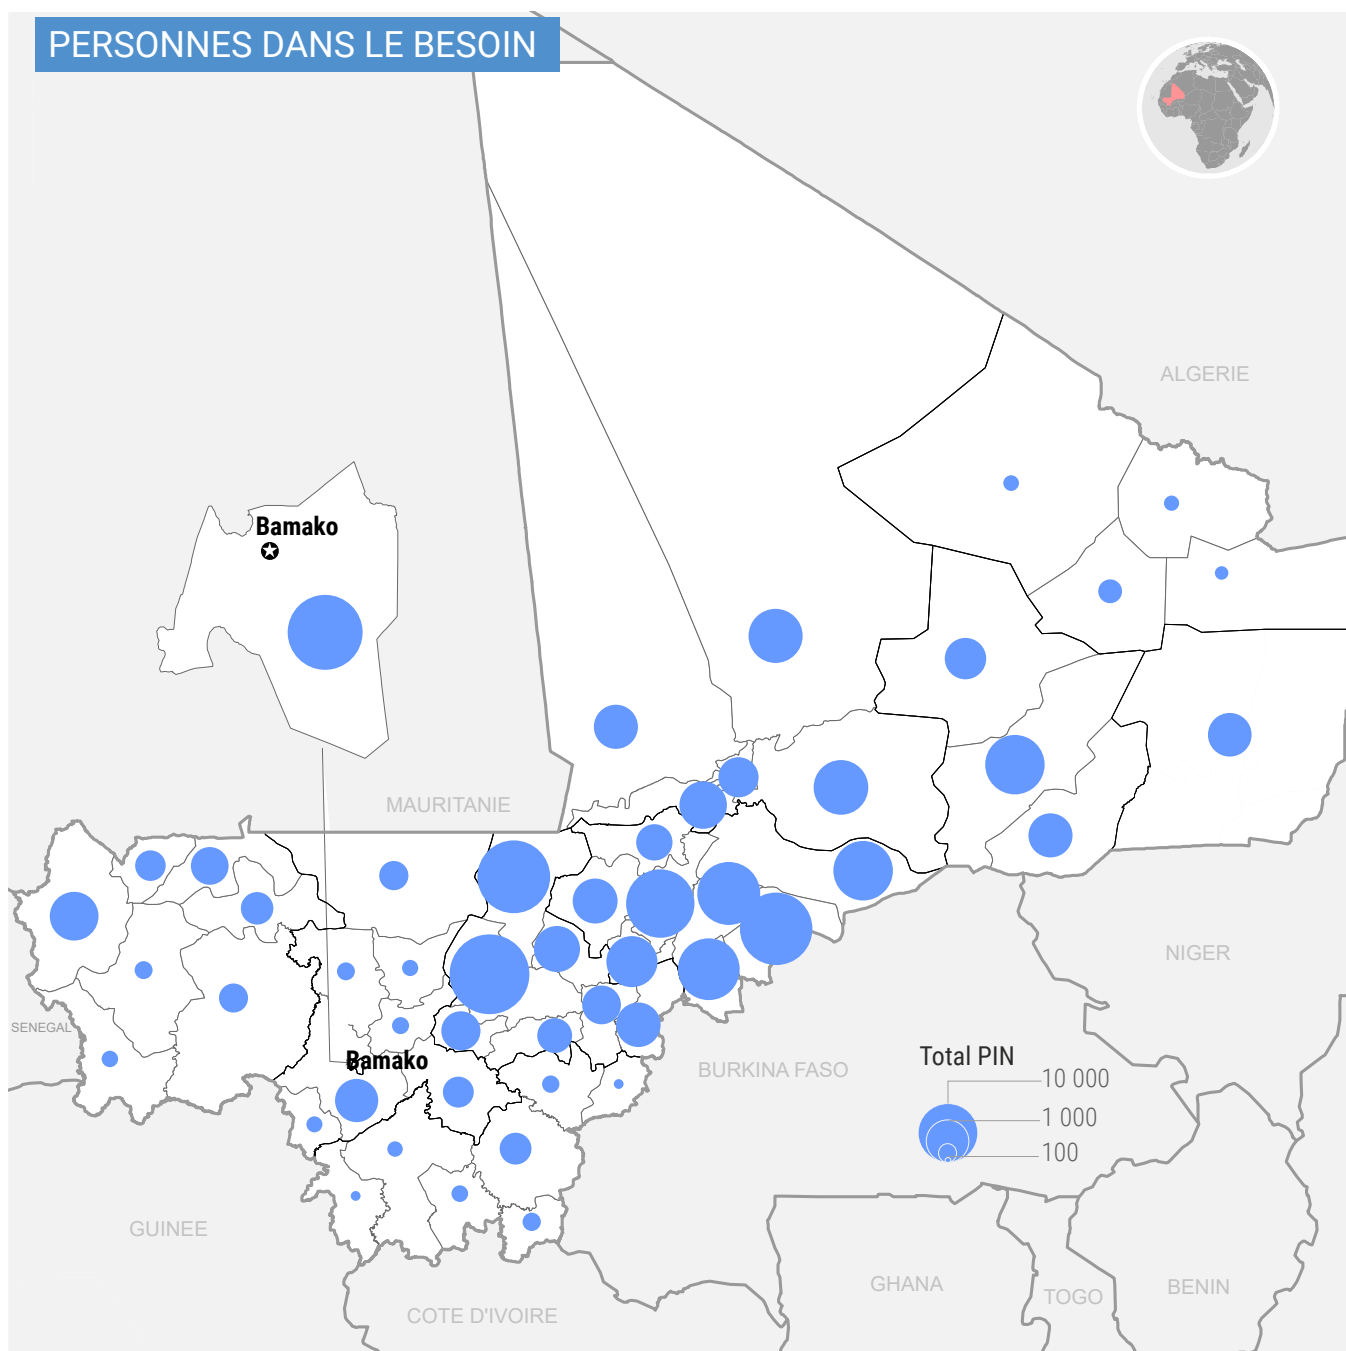 PERSONNES DANS LE BESOIN
ALGERIE
Bamako
MAURITANIE
NIGER
SENEGAL
Bamako
BURKINA FASO
Total PIN
10 000
1 000
100
GUINEE
GHANA
TOGO
BENIN
COTE D'IVOIRE